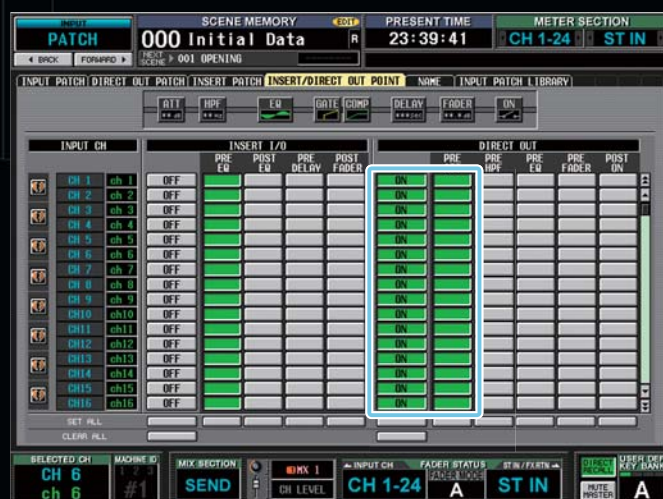 INPUT SCENE MEMORY EDIT PRESENT TIME METER SECTION
PATCH 000 Initial Data R 23:39:41 CH 1-24 ST IN
BACK FORWARD NEXT SCENE 001 OPENING
INPUT PATCH DIRECT OUT PATCH INSERT PATCH INSERT/DIRECT OUT POINT NAME INPUT PATCH LIBRARY
ATT HPF EQ GATE COMP DELAY FADER ON
INPUT CH INSERT I/O DIRECT OUT
PRE EQ POST EQ PRE DELAY POST FADER PRE PRE HPF PRE EQ PRE FADER POST ON
CH 1 ch 1 OFF ON
CH 2 ch 2 OFF ON
CH 3 ch 3 OFF ON
CH 4 ch 4 OFF ON
CH 5 ch 5 OFF ON
CH 6 ch 6 OFF ON
CH 7 ch 7 OFF ON
CH 8 ch 8 OFF ON
CH 9 ch 9 OFF ON
CH10 ch10 OFF ON
CH11 ch11 OFF ON
CH12 ch12 OFF ON
CH13 ch13 OFF ON
CH14 ch14 OFF ON
CH15 ch15 OFF ON
CH16 ch16 OFF ON
SET ALL
CLEAR ALL
SELECTED CH MACHINE ID MIX SECTION MIX 1 INPUT CH FADER STATUS ST IN/FXRTN DIRECT RECALL USER DEF KEY BANK
CH 6 1 2 3 SEND CH LEVEL CH 1-24 FADER MODE ST IN MUTE MASTER A
ch 6 #1 A